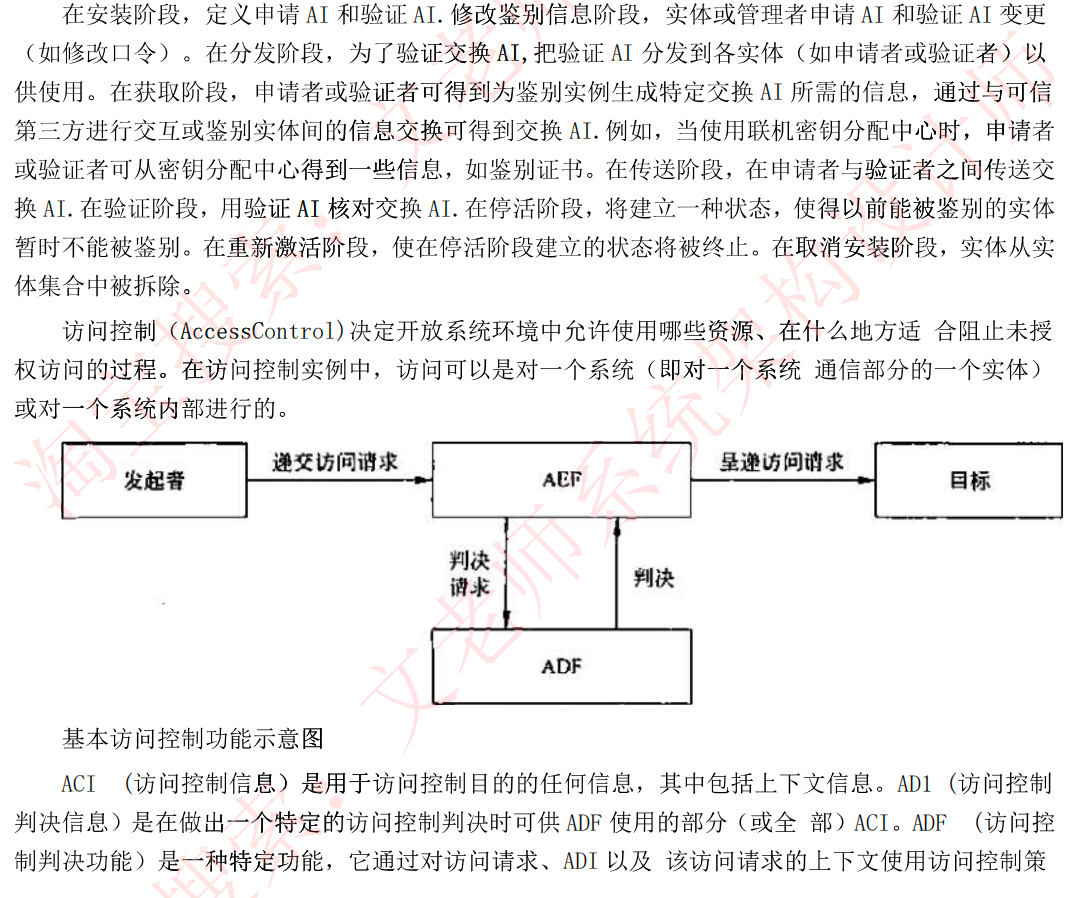 在安装阶段，定义申请 AI 和验证 AI.修改鉴别信息阶段，实体或管理者申请 AI 和验证 AI 变更
（如修改口令）。在分发阶段，为了验证交换 AI,把验证 AI 分发到各实体（如申请者或验证者）以
供使用。在获取阶段，申请者或验证者可得到为鉴别实例生成特定交换 AI 所需的信息，通过与可信
第三方进行交互或鉴别实体间的信息交换可得到交换 AI.例如，当使用联机密钥分配中心时，申请者
或验证者可从密钥分配中心得到一些信息，如鉴别证书。在传送阶段，在申请者与验证者之间传送交
换 AI.在验证阶段，用验证 AI 核对交换 AI.在停活阶段，将建立一种状态，使得以前能被鉴别的实体
暂时不能被鉴别。在重新激活阶段，使在停活阶段建立的状态将被终止。在取消安装阶段，实体从实
体集合中被拆除。
访问控制（AccessControl)决定开放系统环境中允许使用哪些资源、在什么地方适 合阻止未授
权访问的过程。在访问控制实例中，访问可以是对一个系统（即对一个系统 通信部分的一个实体）
或对一个系统内部进行的。
发起者
递交访问请求
AEF
呈递访问请求
目标
判决
请求
判决
ADF
基本访问控制功能示意图
ACI （访问控制信息）是用于访问控制目的的任何信息，其中包括上下文信息。AD1（访问控制
判决信息）是在做出一个特定的访问控制判决时可供 ADF 使用的部分（或全 部）ACI。ADF （访问控
制判决功能）是一种特定功能，它通过对访问请求、ADI 以及 该访问请求的上下文使用访问控制策
淘宝搜索：文老师系统架构设计师